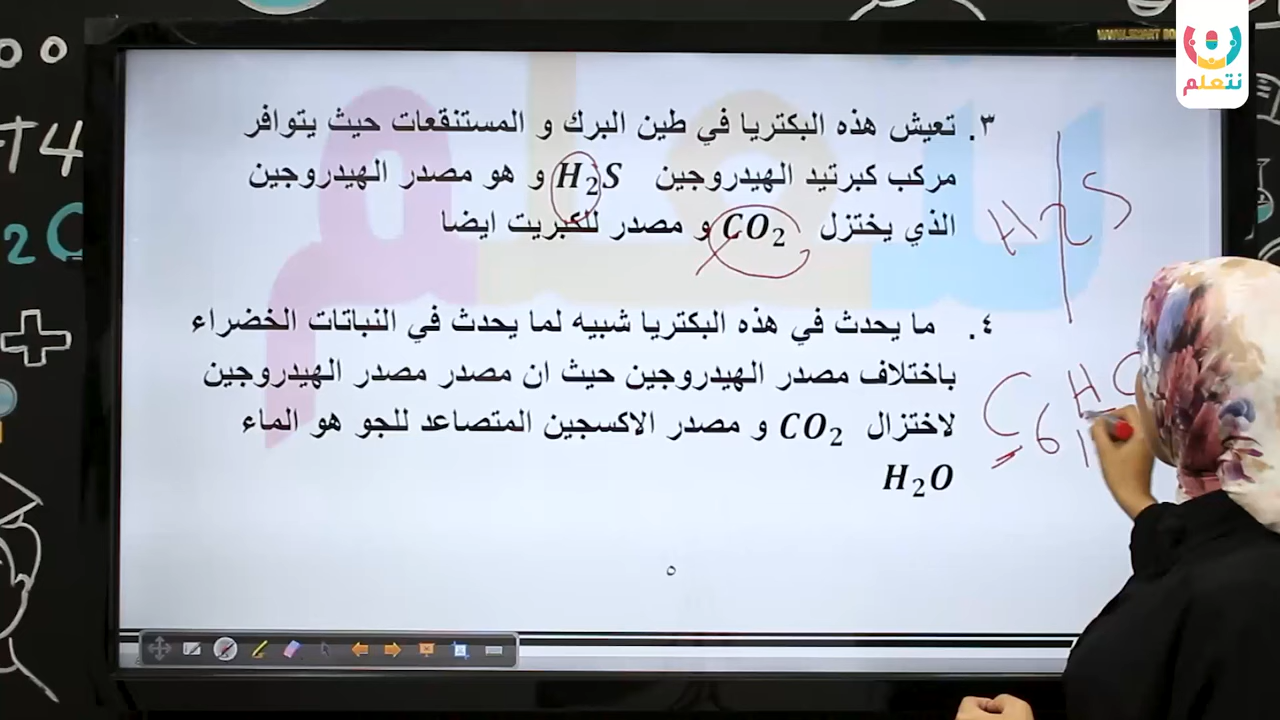 نتعلم
٣. تعيش هذه البكتريا في طين البرك و المستنقعات حيث يتوافر
مركب كبرتيد الهيدروجين H₂S و هو مصدر الهيدروجين
الذي يختزل CO₂ و مصدر للكبريت ايضا
٤. ما يحدث في هذه البكتريا شبيه لما يحدث في النباتات الخضراء
باختلاف مصدر الهيدروجين حيث ان مصدر مصدر الهيدروجين
لاختزال CO₂ و مصدر الاكسجين المتصاعد للجو هو الماء
H₂O
٥
H₂S
C6H